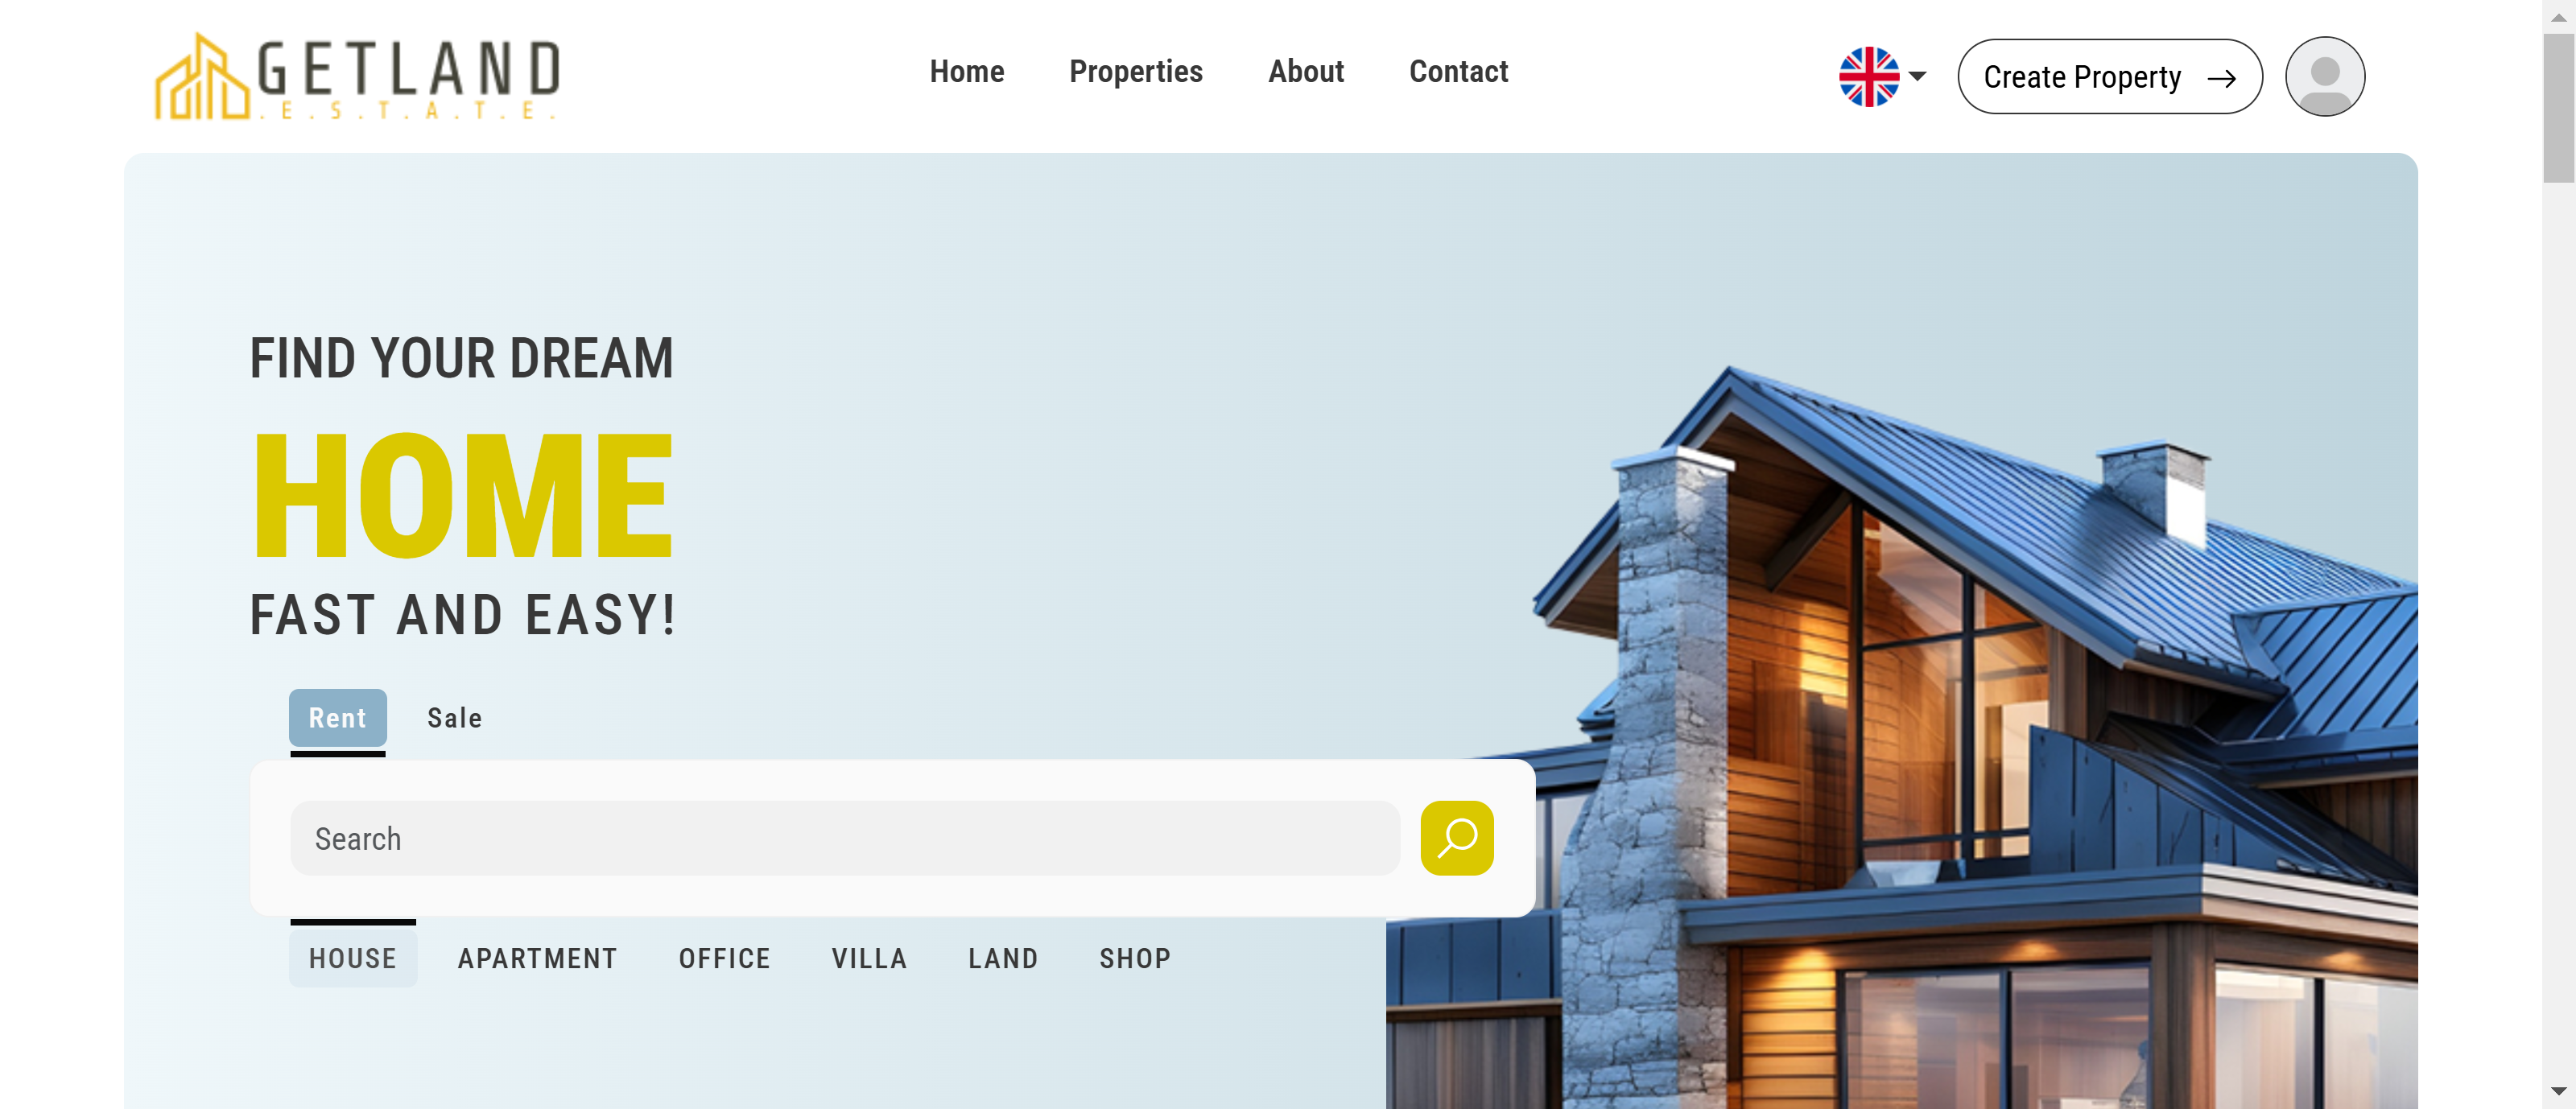 GETLAND
.E.S.T.A.T.E.
Home Properties About Contact
Create Property
FIND YOUR DREAM
HOME
FAST AND EASY!
Rent Sale
Search
HOUSE APARTMENT OFFICE VILLA LAND SHOP